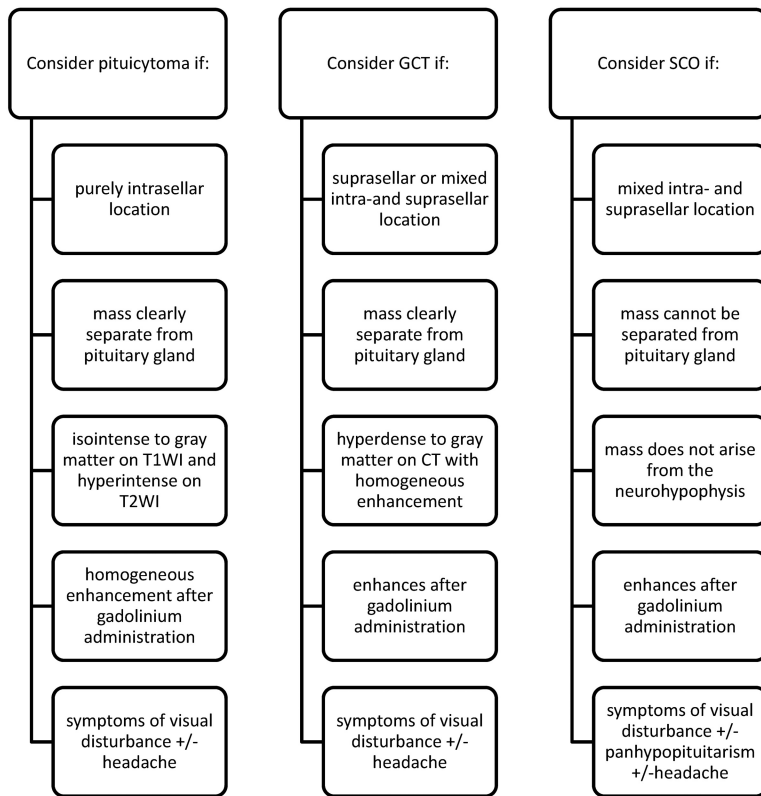 Consider pituicytoma if:
purely intrasellar
location
mass clearly
separate from
pituitary gland
isointense to gray
matter on T1WI and
hyperintense on
T2WI
homogeneous
enhancement after
gadolinium
administration
symptoms of visual
disturbance +/-
headache
Consider GCT if:
suprasellar or mixed
intra-and suprasellar
location
mass clearly
separate from
pituitary gland
hyperdense to gray
matter on CT with
homogeneous
enhancement
enhances after
gadolinium
administration
symptoms of visual
disturbance +/-
headache
Consider SCO if:
mixed intra- and
suprasellar location
mass cannot be
separated from
pituitary gland
mass does not arise
from the
neurohypophysis
enhances after
gadolinium
administration
symptoms of visual
disturbance +/-
panhypopituitarism
+/-headache